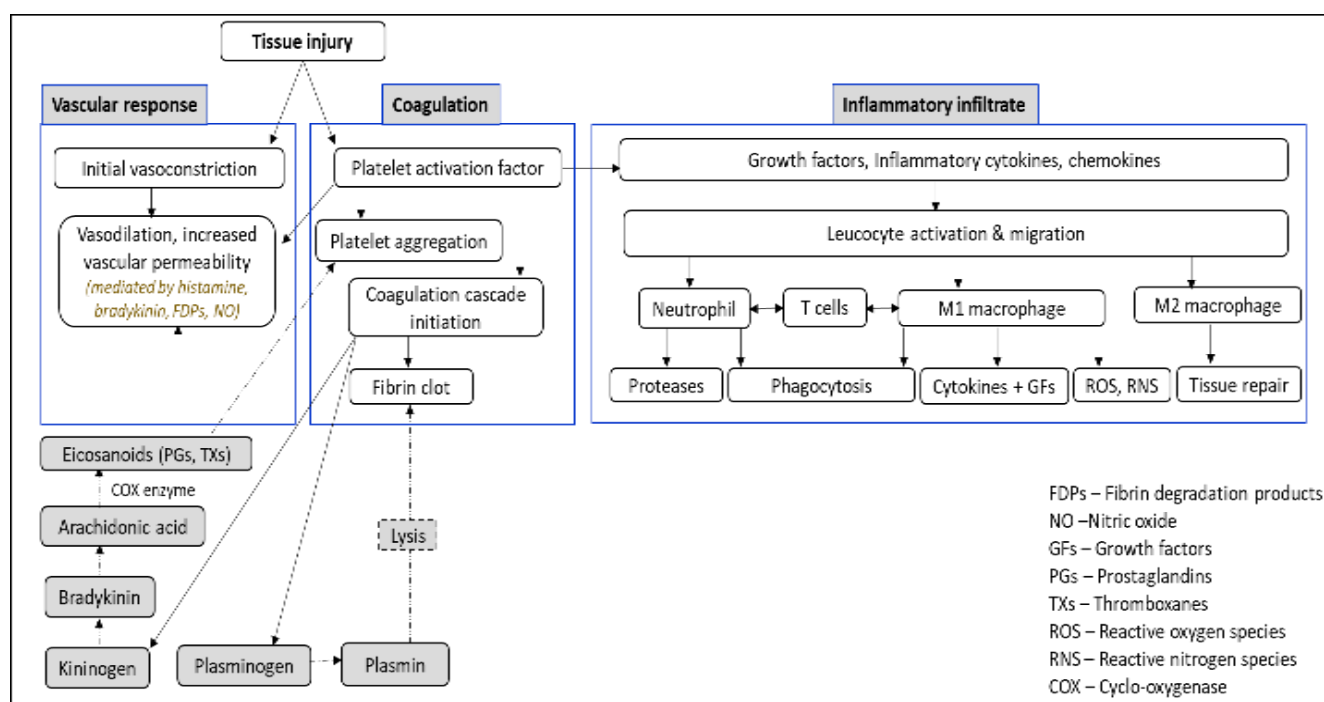 Tissue injury
Vascular response
Coagulation
Inflammatory infiltrate
Initial vasoconstriction
Platelet activation factor
Growth factors, Inflammatory cytokines, chemokines
Vasodilation, increased
vascular permeability
(mediated by histamine,
bradykinin, FDPs, NO)
Platelet aggregation
Leucocyte activation & migration
Coagulation cascade
initiation
Neutrophil
T cells
M1 macrophage
M2 macrophage
Fibrin clot
Proteases
Phagocytosis
Cytokines + GFs
ROS, RNS
Tissue repair
Eicosanoids (PGs, TXs)
COX enzyme
Arachidonic acid
Lysis
Bradykinin
Kininogen
Plasminogen
Plasmin
FDPs – Fibrin degradation products
NO –Nitric oxide
GFs – Growth factors
PGs – Prostaglandins
TXs – Thromboxanes
ROS – Reactive oxygen species
RNS – Reactive nitrogen species
COX – Cyclo-oxygenase